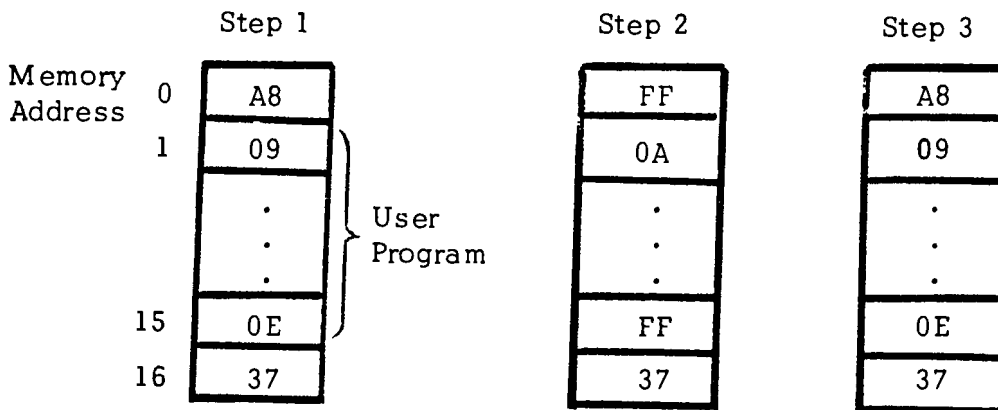 Step 1
Step 2
Step 3
Memory
Address
0
A8
FF
A8
1
09
0A
09
.
.
.
.
.
.
.
.
.
User
Program
15
0E
FF
0E
16
37
37
37